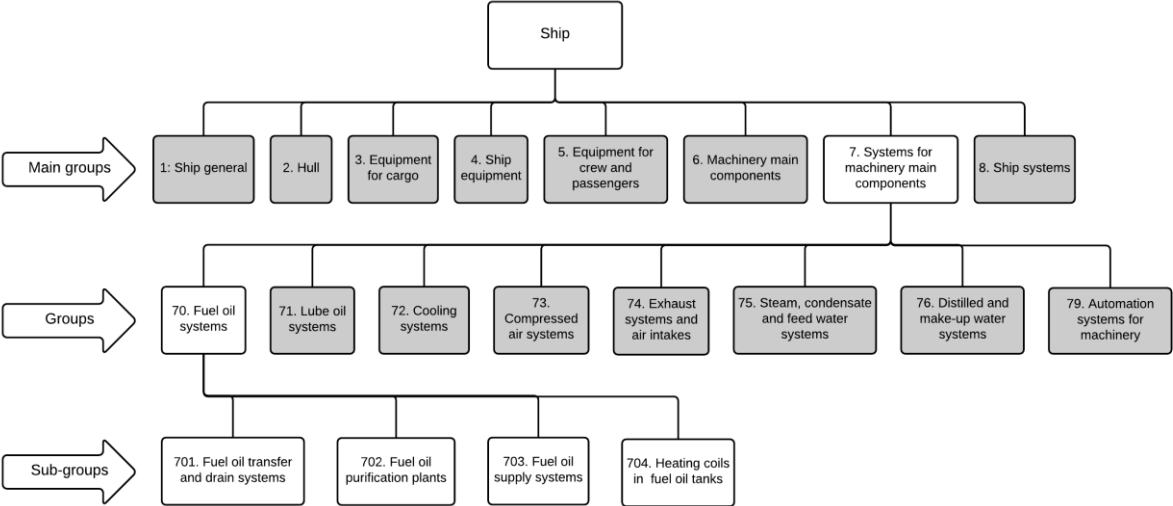 Ship
Main groups
1: Ship general
2. Hull
3. Equipment
for cargo
4. Ship
equipment
5. Equipment for
crew and
passengers
6. Machinery main
components
7. Systems for
machinery main
components
8. Ship systems
Groups
70. Fuel oil
systems
71. Lube oil
systems
72. Cooling
systems
73.
Compressed
air systems
74. Exhaust
systems and
air intakes
75. Steam, condensate
and feed water
systems
76. Distilled and
make-up water
systems
79. Automation
systems for
machinery
Sub-groups
701. Fuel oil transfer
and drain systems
702. Fuel oil
purification plants
703. Fuel oil
supply systems
704. Heating coils
in fuel oil tanks